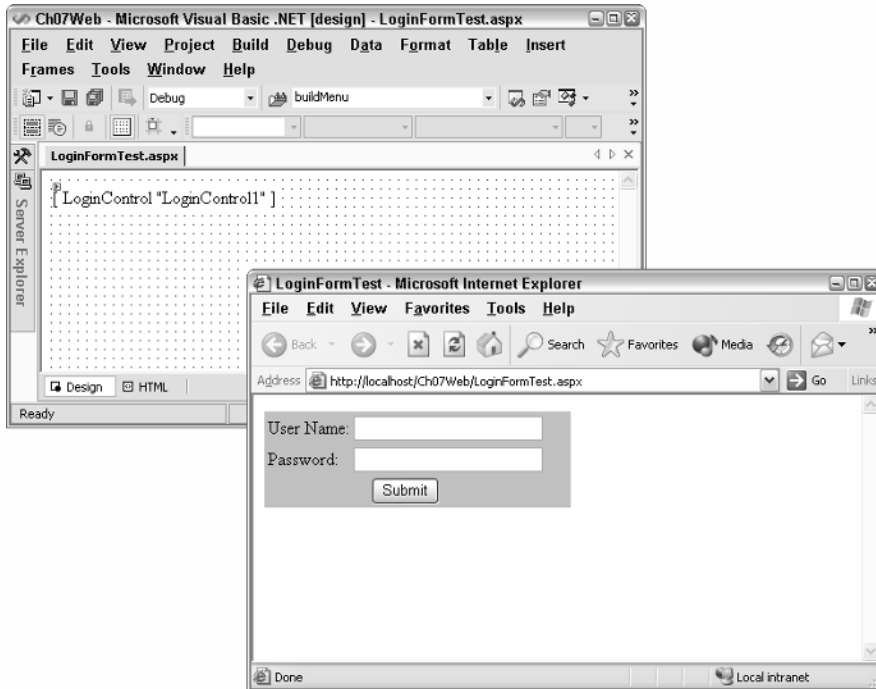 Ch07Web - Microsoft Visual Basic .NET [design] - LoginFormTest.aspx
File Edit View Project Build Debug Data Format Table Insert
Frames Tools Window Help
Debug buildMenu
LoginFormTest.aspx
Server Explorer
[ LoginControl "LoginControl1" ]
Design HTML
Ready
LoginFormTest - Microsoft Internet Explorer
File Edit View Favorites Tools Help
Back Search Favorites Media
Address http://localhost/Ch07Web/LoginFormTest.aspx Go Links
User Name:
Password:
Submit
Done Local intranet